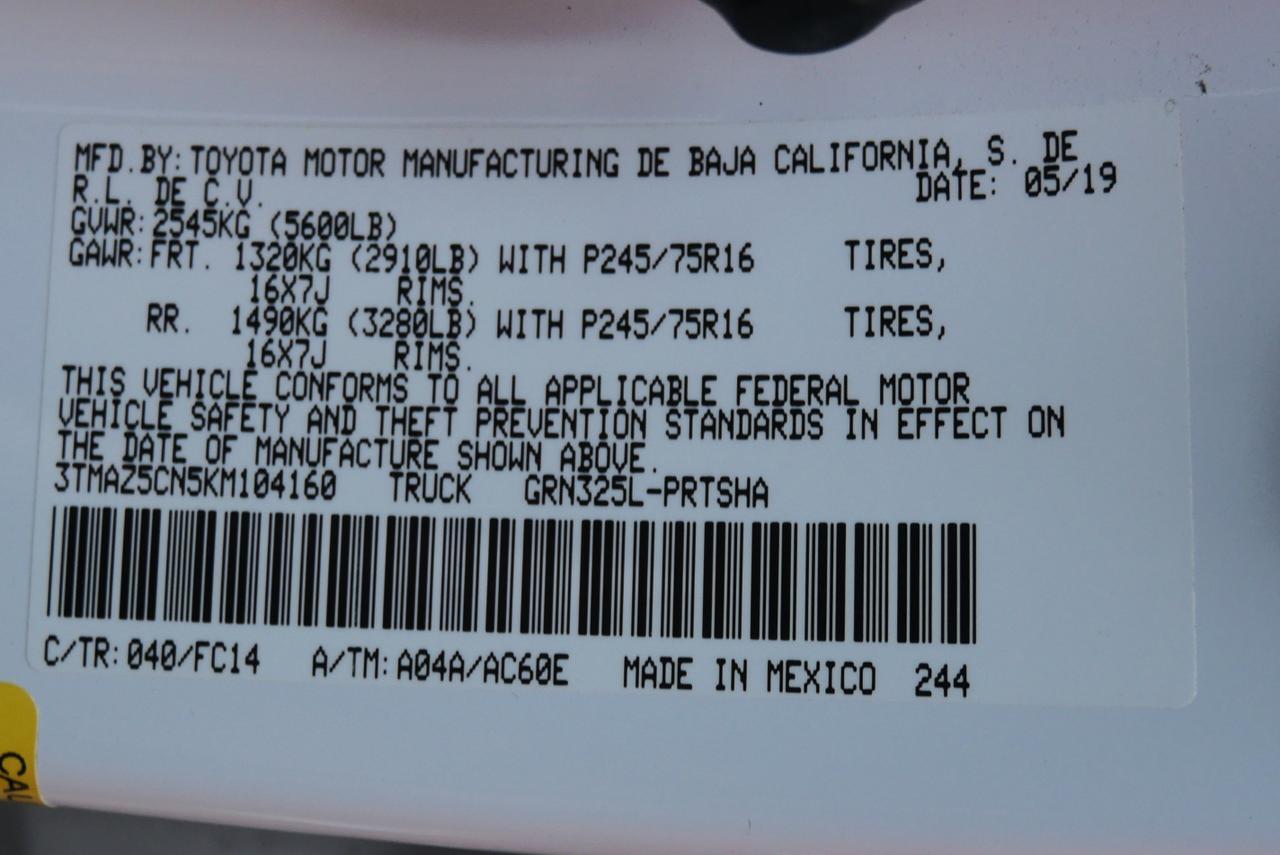 MFD. BY: TOYOTA MOTOR MANUFACTURING DE BAJA CALIFORNIA, S. DE
R.L. DE C.V. DATE: 05/19
GVWR: 2545KG (5600LB)
GAWR: FRT. 1320KG (2910LB) WITH P245/75R16 TIRES,
16X7J RIMS.
RR. 1490KG (3280LB) WITH P245/75R16 TIRES,
16X7J RIMS.
THIS VEHICLE CONFORMS TO ALL APPLICABLE FEDERAL MOTOR
VEHICLE SAFETY AND THEFT PREVENTION STANDARDS IN EFFECT ON
THE DATE OF MANUFACTURE SHOWN ABOVE.
3TMAZ5CN5KM104160 TRUCK GRN325L-PRTSHA
C/TR: 040/FC14 A/TM: A04A/AC60E MADE IN MEXICO 244